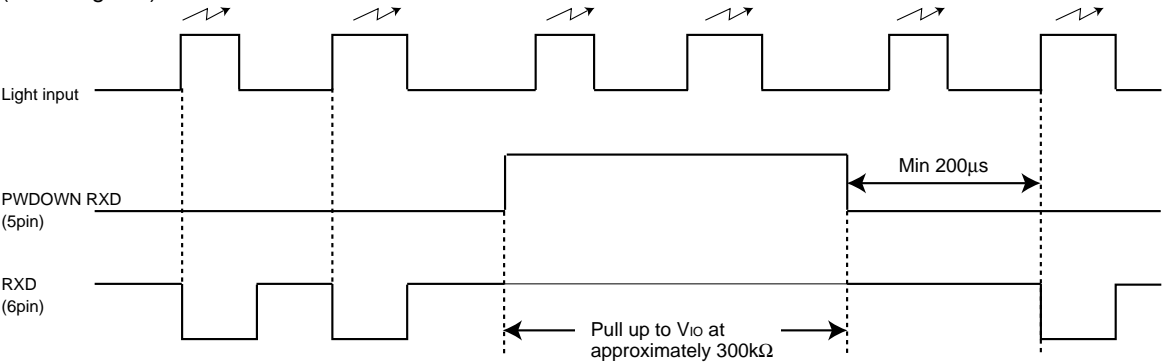 Light input
Min 200μs
PWDOWN RXD
(5pin)
RXD
(6pin)
Pull up to VIO at
approximately 300kΩ